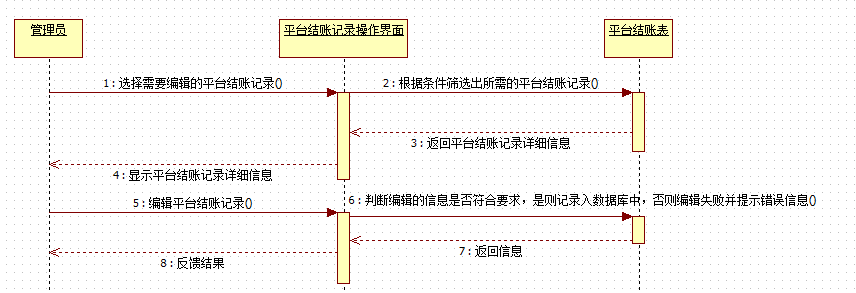 管理员
平台结账记录操作界面
平台结账表
1：选择需要编辑的平台结账记录()
2：根据条件筛选出所需的平台结账记录()
3：返回平台结账记录详细信息
4：显示平台结账记录详细信息
5：编辑平台结账记录()
6：判断编辑的信息是否符合要求，是则记录入数据库中，否则编辑失败并提示错误信息()
7：返回信息
8：反馈结果